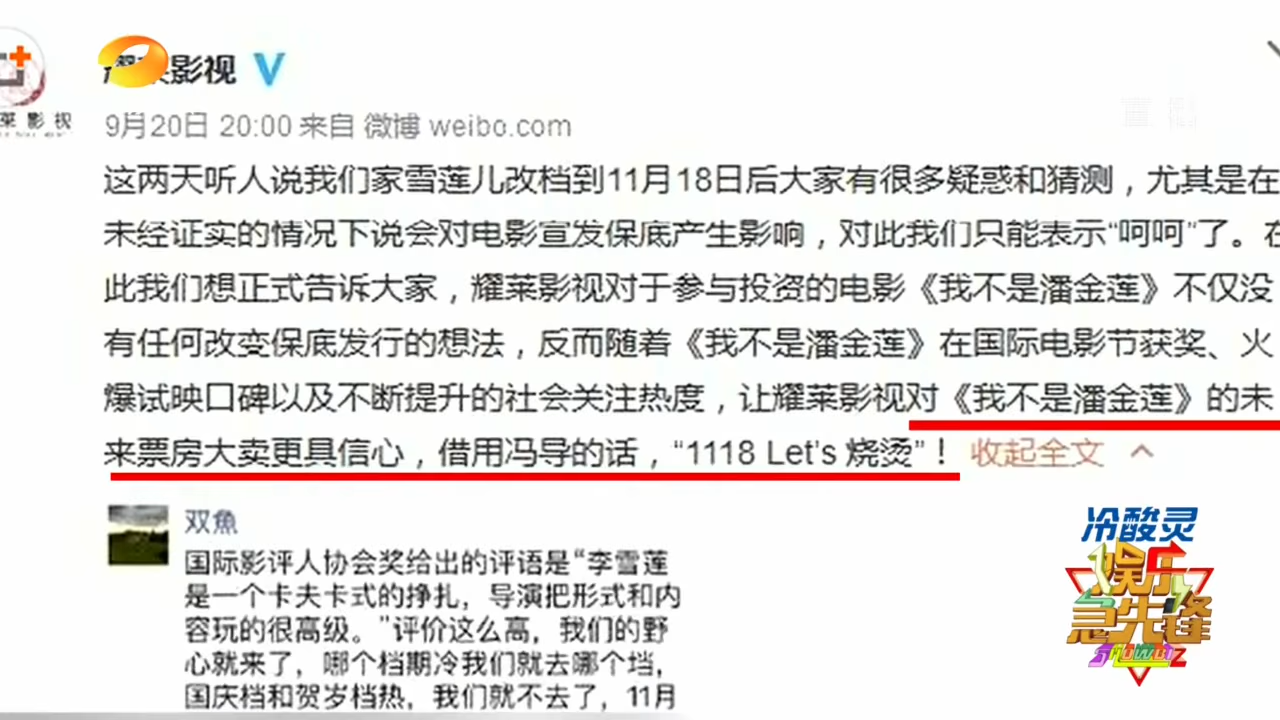 莱影视
影视
9月20日 20:00 来自 微博 weibo.com
这两天听人说我们家雪莲儿改档到11月18日后大家有很多疑惑和猜测，尤其是在
未经证实的情况下说会对电影宣发保底产生影响，对此我们只能表示“呵呵”了。在
此我们想正式告诉大家，耀莱影视对于参与投资的电影《我不是潘金莲》不仅没
有任何改变保底发行的想法，反而随着《我不是潘金莲》在国际电影节获奖、火
爆试映口碑以及不断提升的社会关注热度，让耀莱影视对《我不是潘金莲》的未
来票房大卖更具信心，借用冯导的话，“1118 Let's 烧烫”！ 收起全文
双魚
国际影评人协会奖给出的评语是“李雪莲
是一个卡夫卡式的挣扎，导演把形式和内
容玩的很高级。”评价这么高，我们的野
心就来了，哪个档期冷我们就去哪个垱，
国庆档和贺岁档热，我们就不去了，11月
冷酸灵
娱乐
急先锋